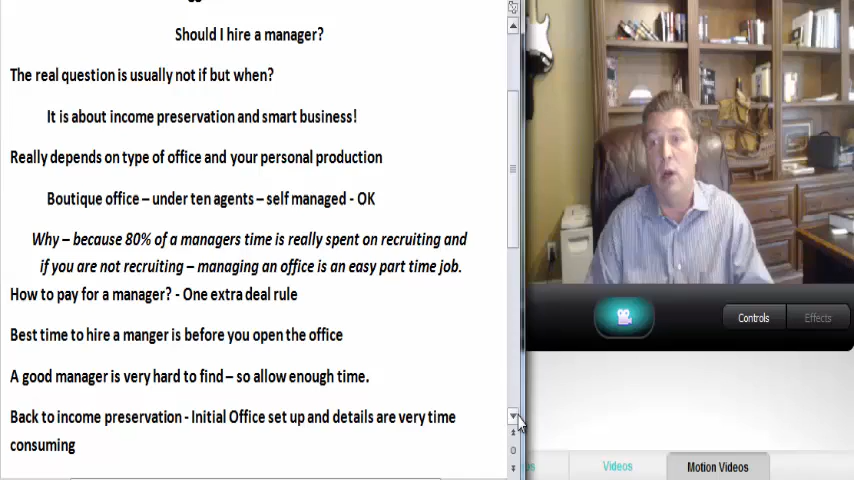 Should I hire a manager?
The real question is usually not if but when?
It is about income preservation and smart business!
Really depends on type of office and your personal production
Boutique office – under ten agents – self managed - OK
Why – because 80% of a managers time is really spent on recruiting and
if you are not recruiting – managing an office is an easy part time job.
How to pay for a manager? - One extra deal rule
Best time to hire a manger is before you open the office
A good manager is very hard to find – so allow enough time.
Back to income preservation - Initial Office set up and details are very time
consuming
Controls
Effects
Videos
Motion Videos